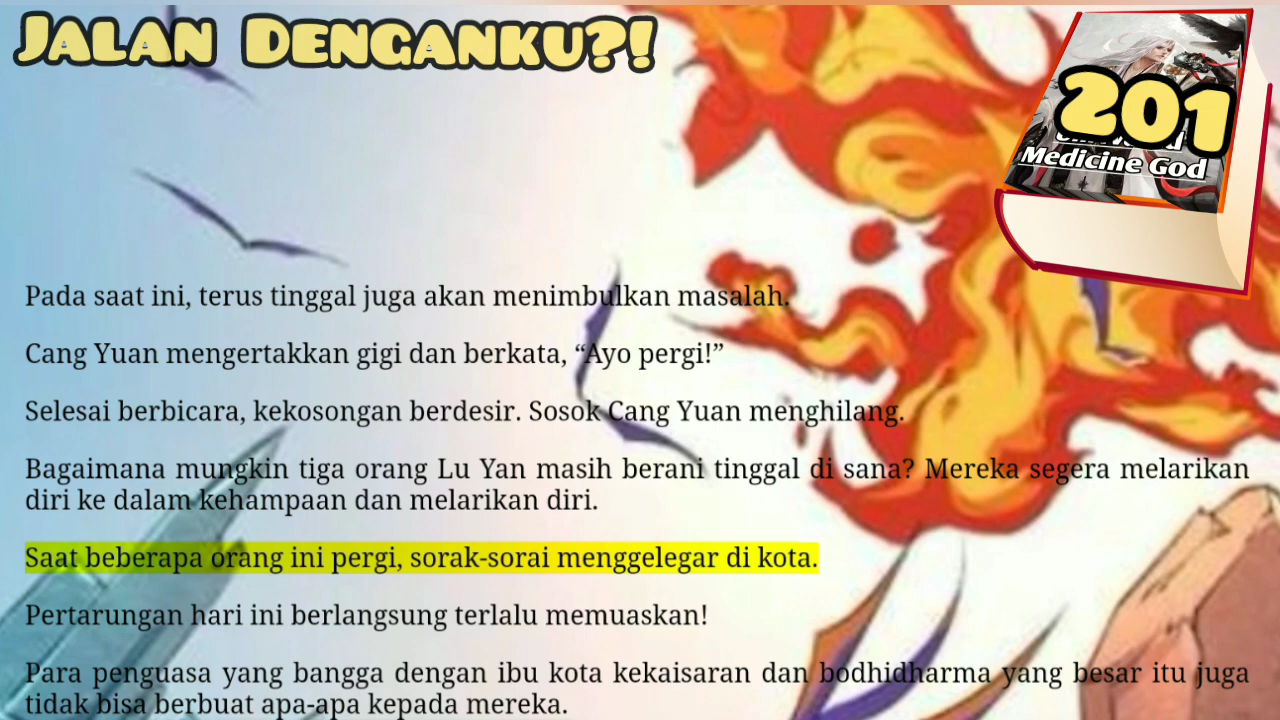 Jalan Denganku?!
201
Medicine God
Pada saat ini, terus tinggal juga akan menimbulkan masalah.
Cang Yuan mengertakkan gigi dan berkata, “Ayo pergi!”
Selesai berbicara, kekosongan berdesir. Sosok Cang Yuan menghilang.
Bagaimana mungkin tiga orang Lu Yan masih berani tinggal di sana? Mereka segera melarikan
diri ke dalam kehampaan dan melarikan diri.
Saat beberapa orang ini pergi, sorak-sorai menggelegar di kota.
Pertarungan hari ini berlangsung terlalu memuaskan!
Para penguasa yang bangga dengan ibu kota kekaisaran dan bodhidharma yang besar itu juga
tidak bisa berbuat apa-apa kepada mereka.